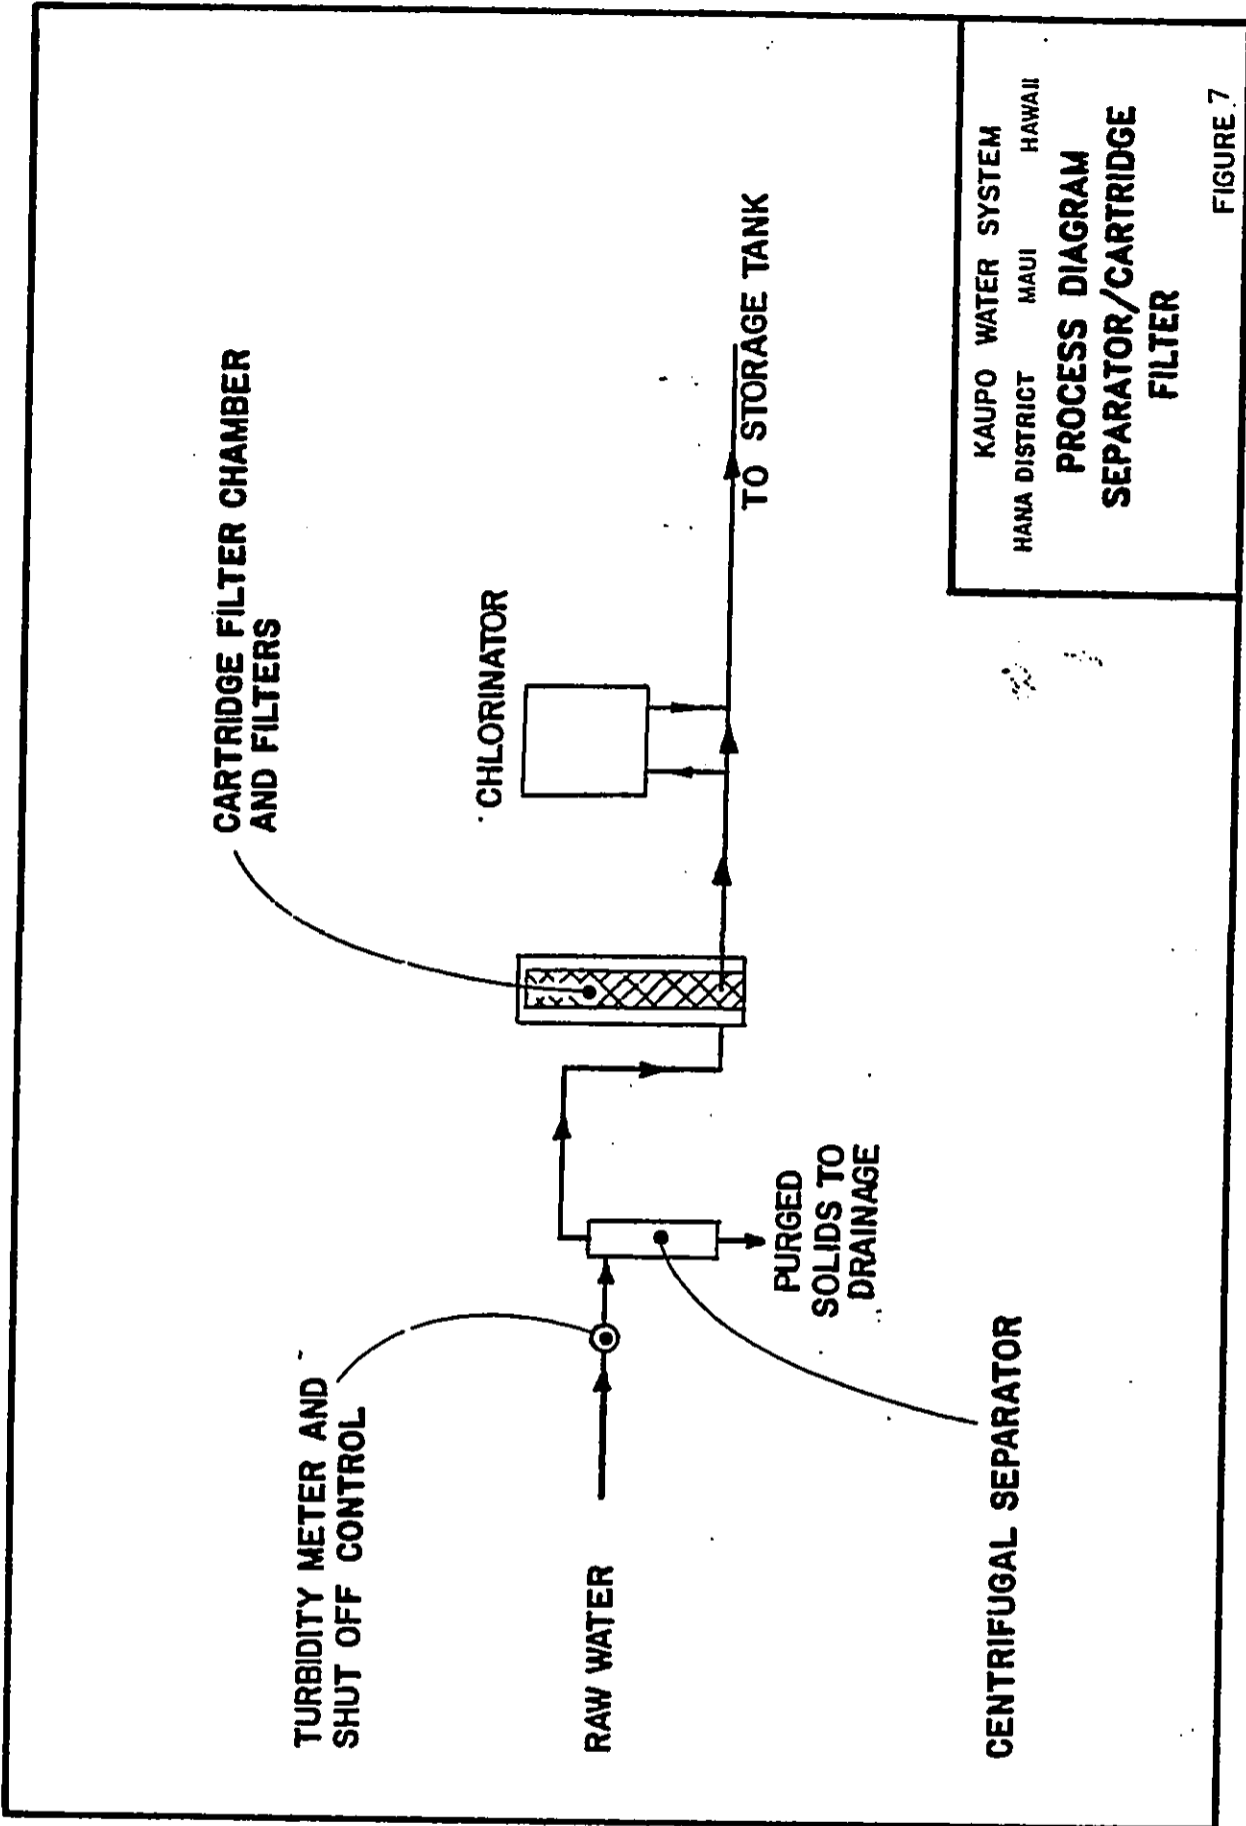 CARTRIDGE FILTER CHAMBER
AND FILTERS
TURBIDITY METER AND
SHUT OFF CONTROL
CHLORINATOR
RAW WATER
TO STORAGE TANK
PURGED
SOLIDS TO
DRAINAGE
CENTRIFUGAL SEPARATOR
KAUPO WATER SYSTEM
HANA DISTRICT MAUI HAWAII
PROCESS DIAGRAM
SEPARATOR/CARTRIDGE
FILTER
FIGURE 7